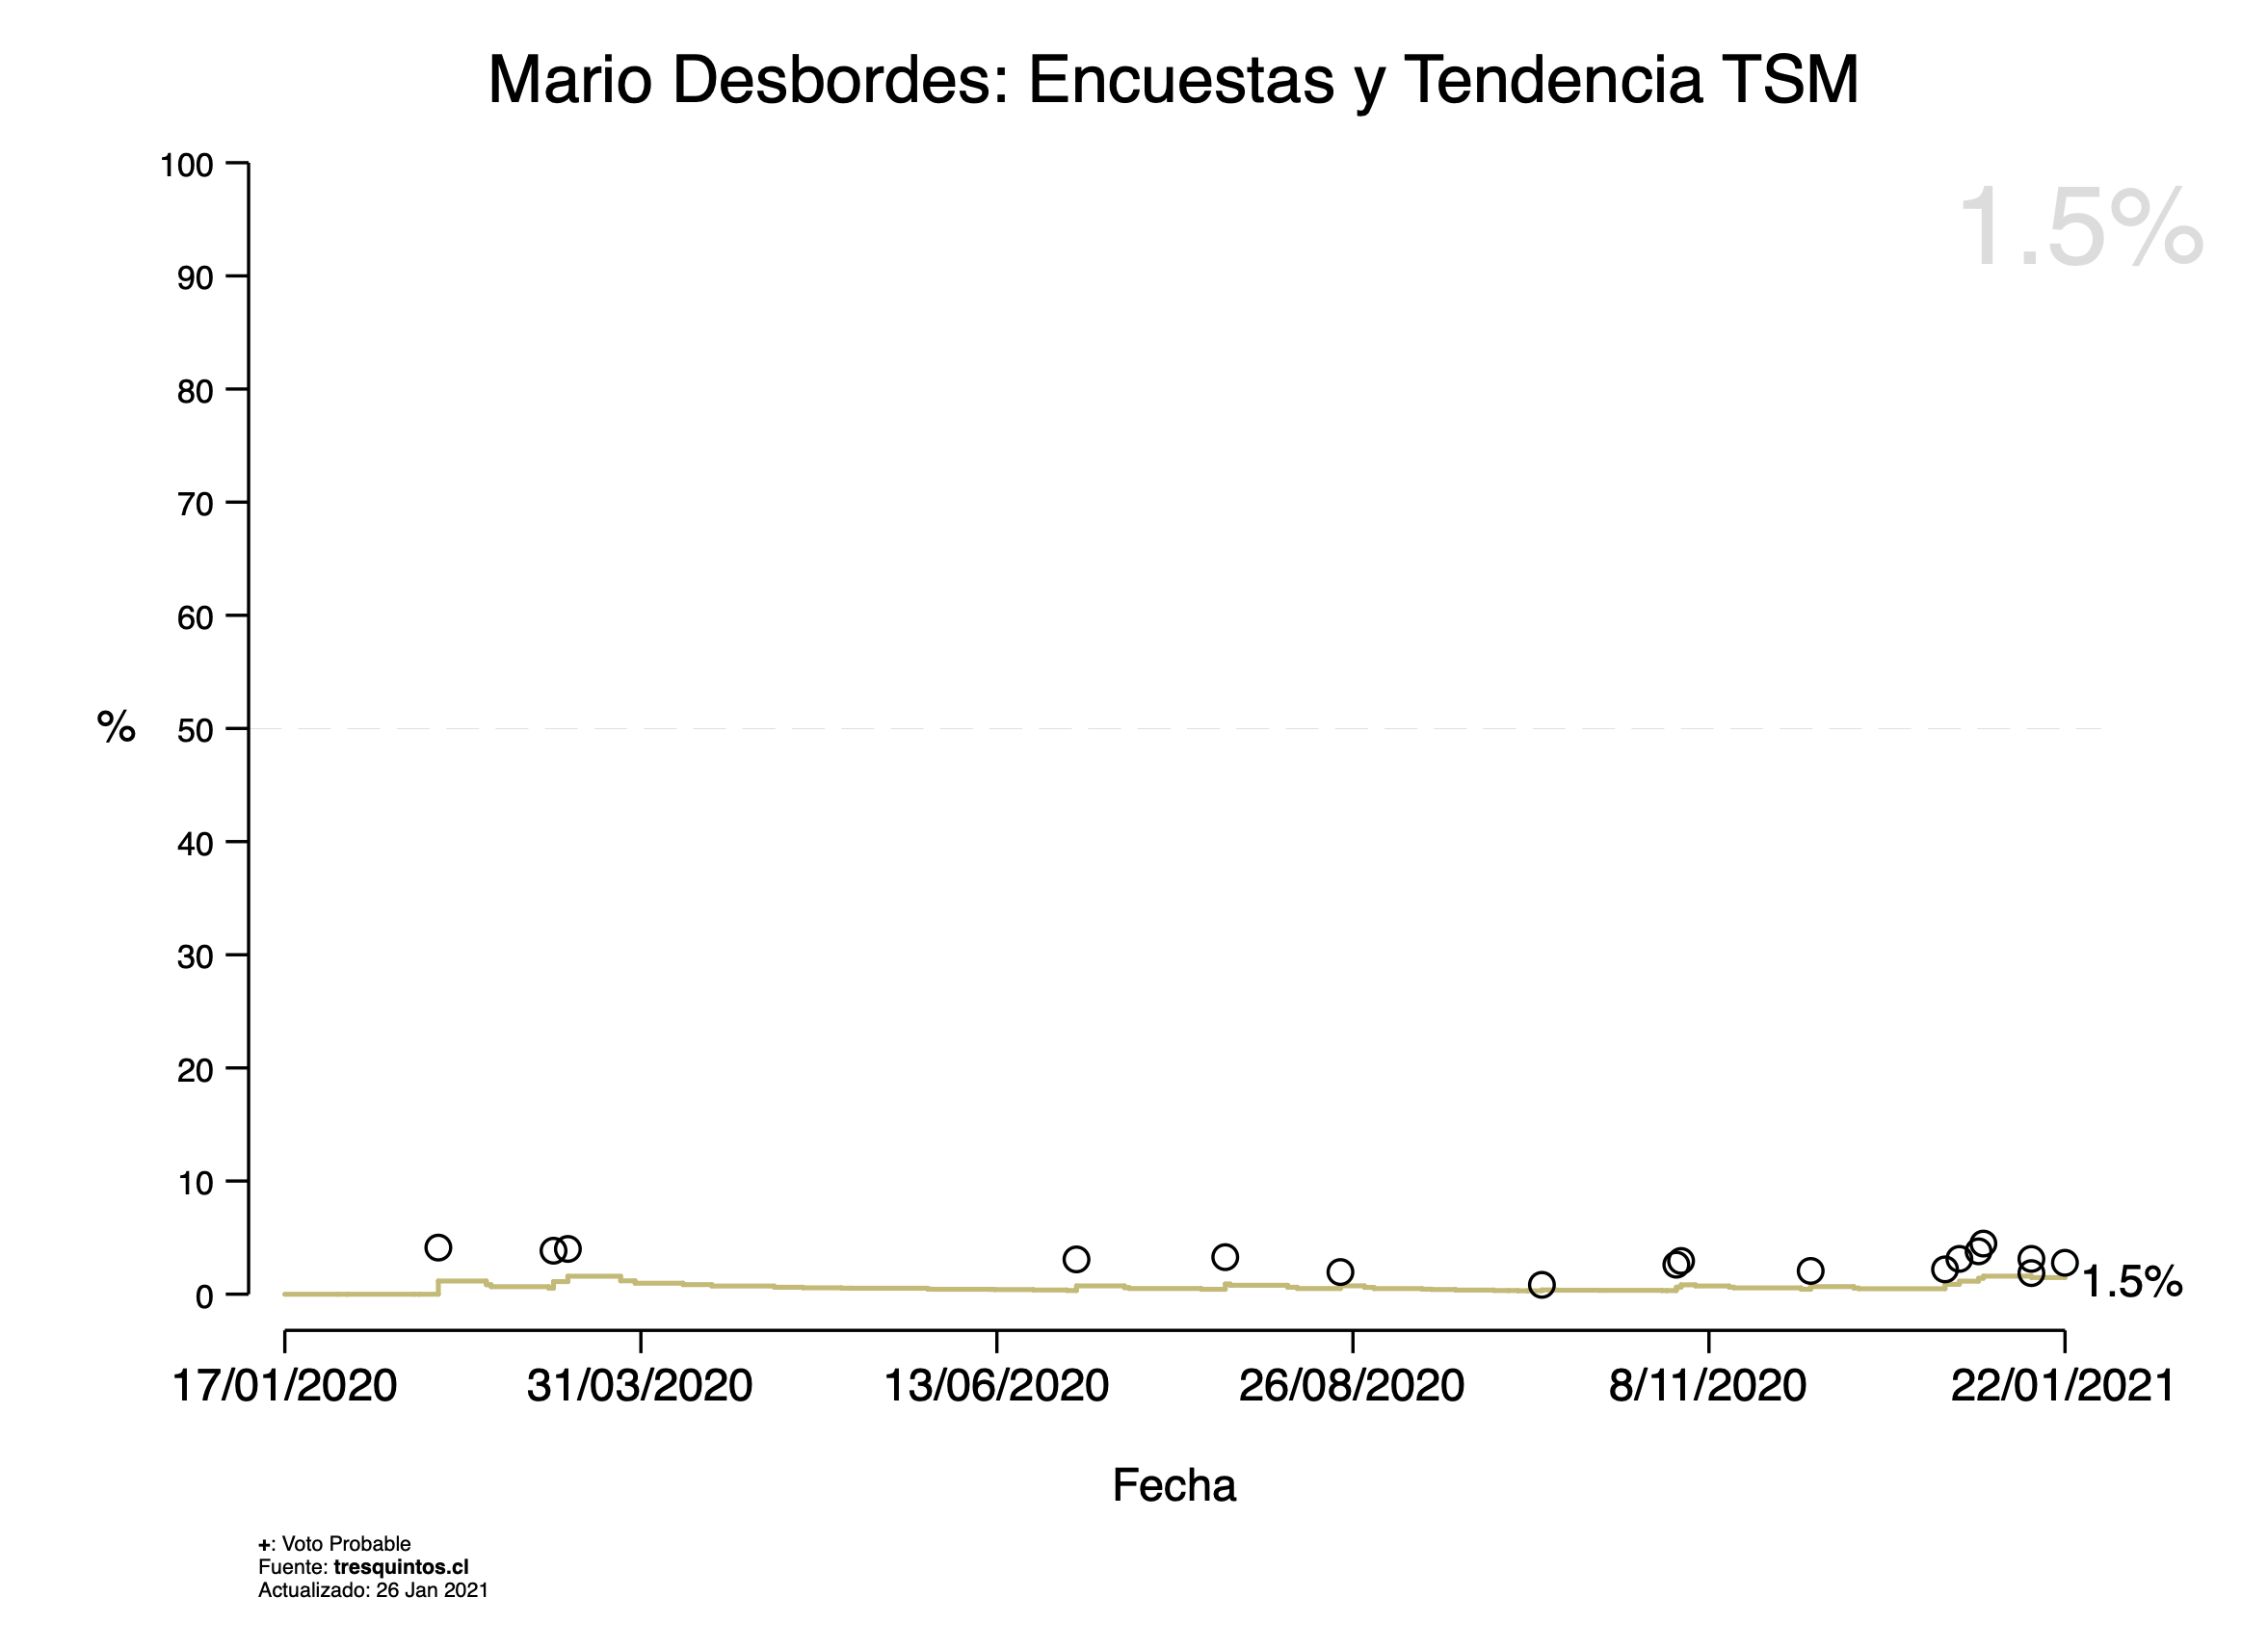 Mario Desbordes: Encuestas y Tendencia TSM
1.5%
100
90
80
70
60
50
40
30
20
10
0
%
1.5%
17/01/2020 31/03/2020 13/06/2020 26/08/2020 8/11/2020 22/01/2021
Fecha
+: Voto Probable
Fuente: tresquintos.cl
Actualizado: 26 Jan 2021